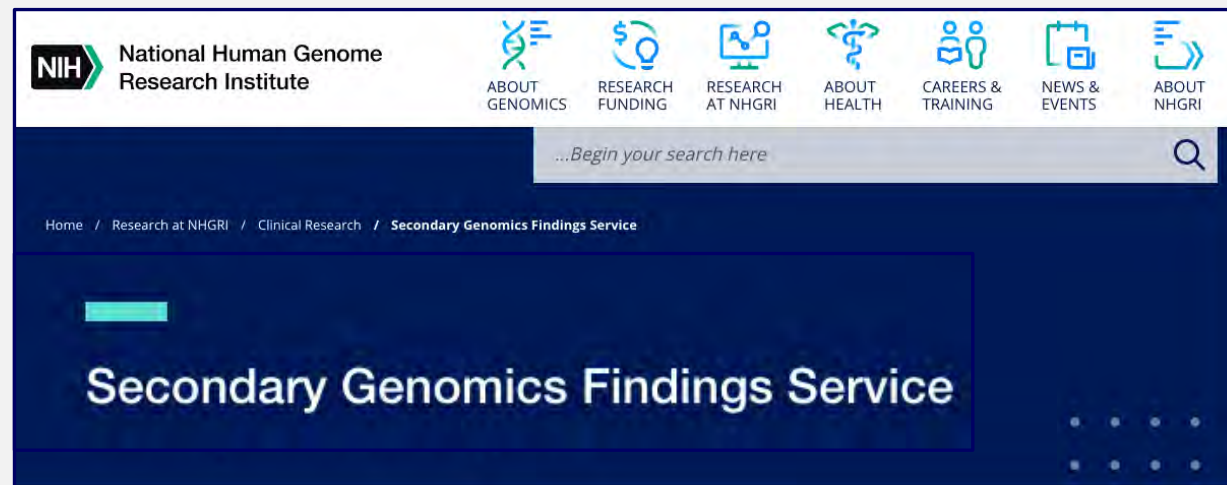 NIH
National Human Genome
Research Institute
ABOUT
GENOMICS
RESEARCH
FUNDING
RESEARCH
AT NHGRI
ABOUT
HEALTH
CAREERS &
TRAINING
NEWS &
EVENTS
ABOUT
NHGRI
...Begin your search here
Home / Research at NHGRI / Clinical Research / Secondary Genomics Findings Service
Secondary Genomics Findings Service